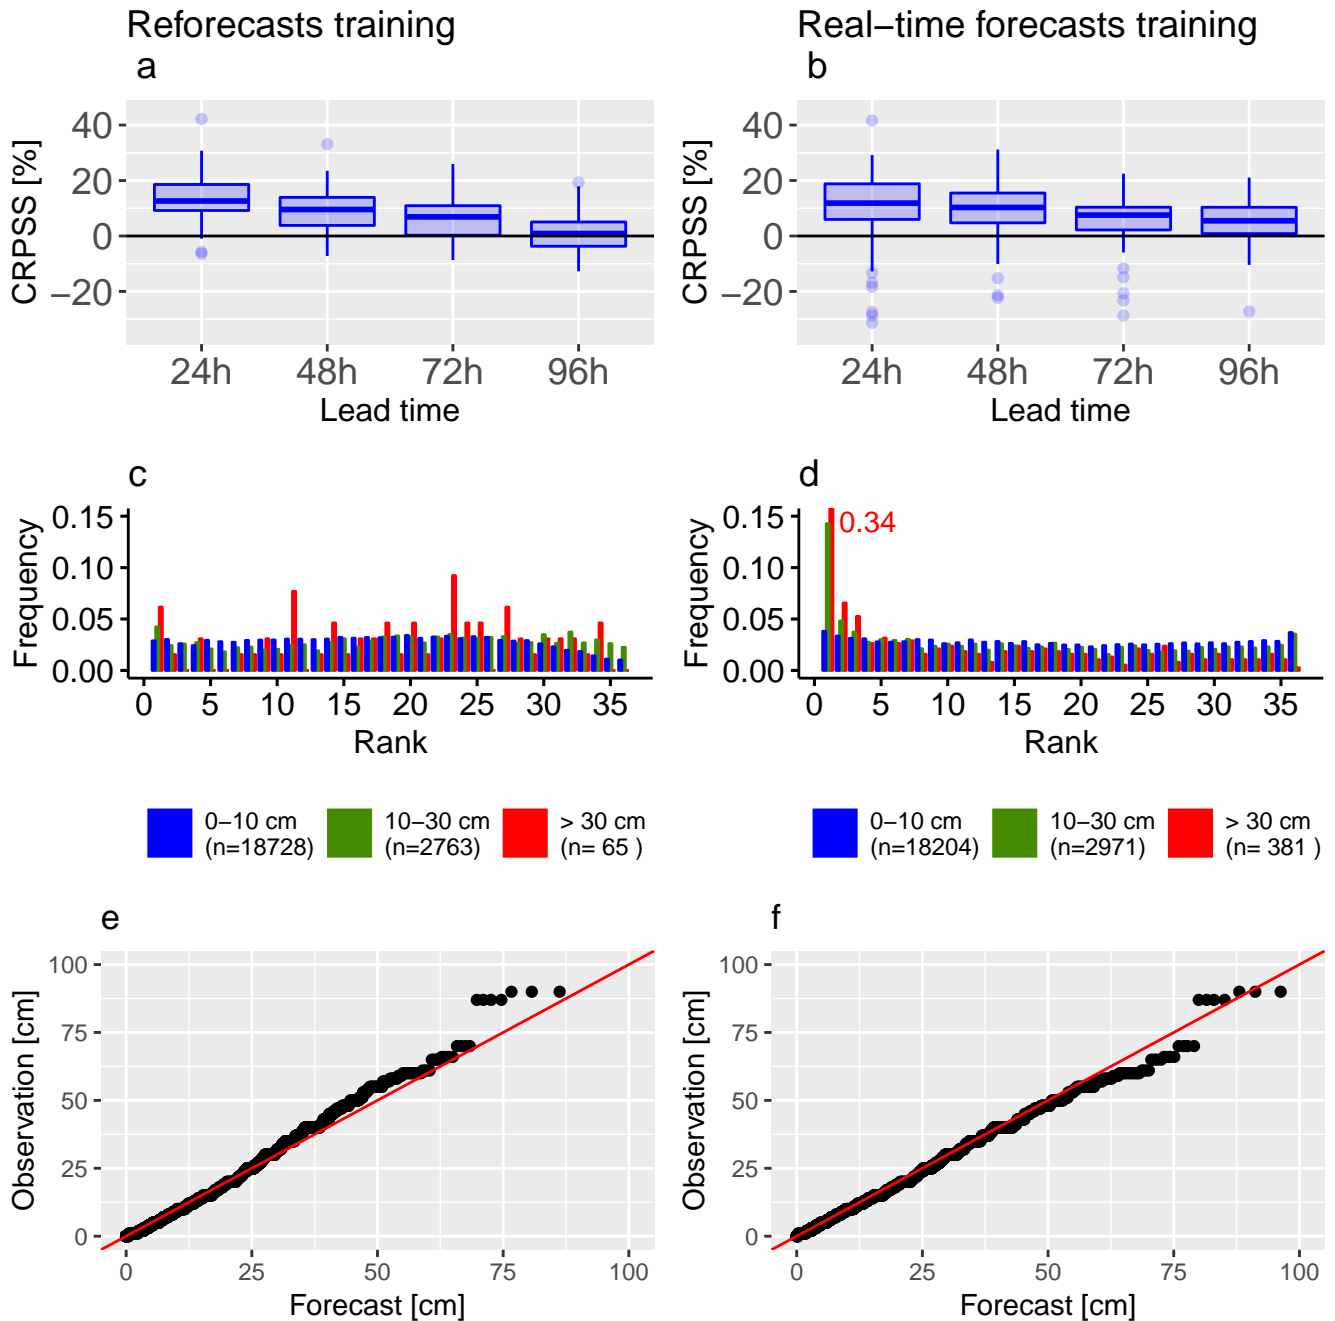 Reforecasts training
Real−time forecasts training
a
b
CRPSS [%]
40
20
0
−20
24h 48h 72h 96h
Lead time
CRPSS [%]
40
20
0
−20
24h 48h 72h 96h
Lead time
c
d
Frequency
0.15
0.10
0.05
0.00
0 5 10 15 20 25 30 35
Rank
Frequency
0.15
0.10
0.05
0.00
0.34
0 5 10 15 20 25 30 35
Rank
0−10 cm
(n=18728)
10−30 cm
(n=2763)
> 30 cm
(n= 65 )
0−10 cm
(n=18204)
10−30 cm
(n=2971)
> 30 cm
(n= 381 )
e
f
Observation [cm]
100
75
50
25
0
0 25 50 75 100
Forecast [cm]
Observation [cm]
100
75
50
25
0
0 25 50 75 100
Forecast [cm]